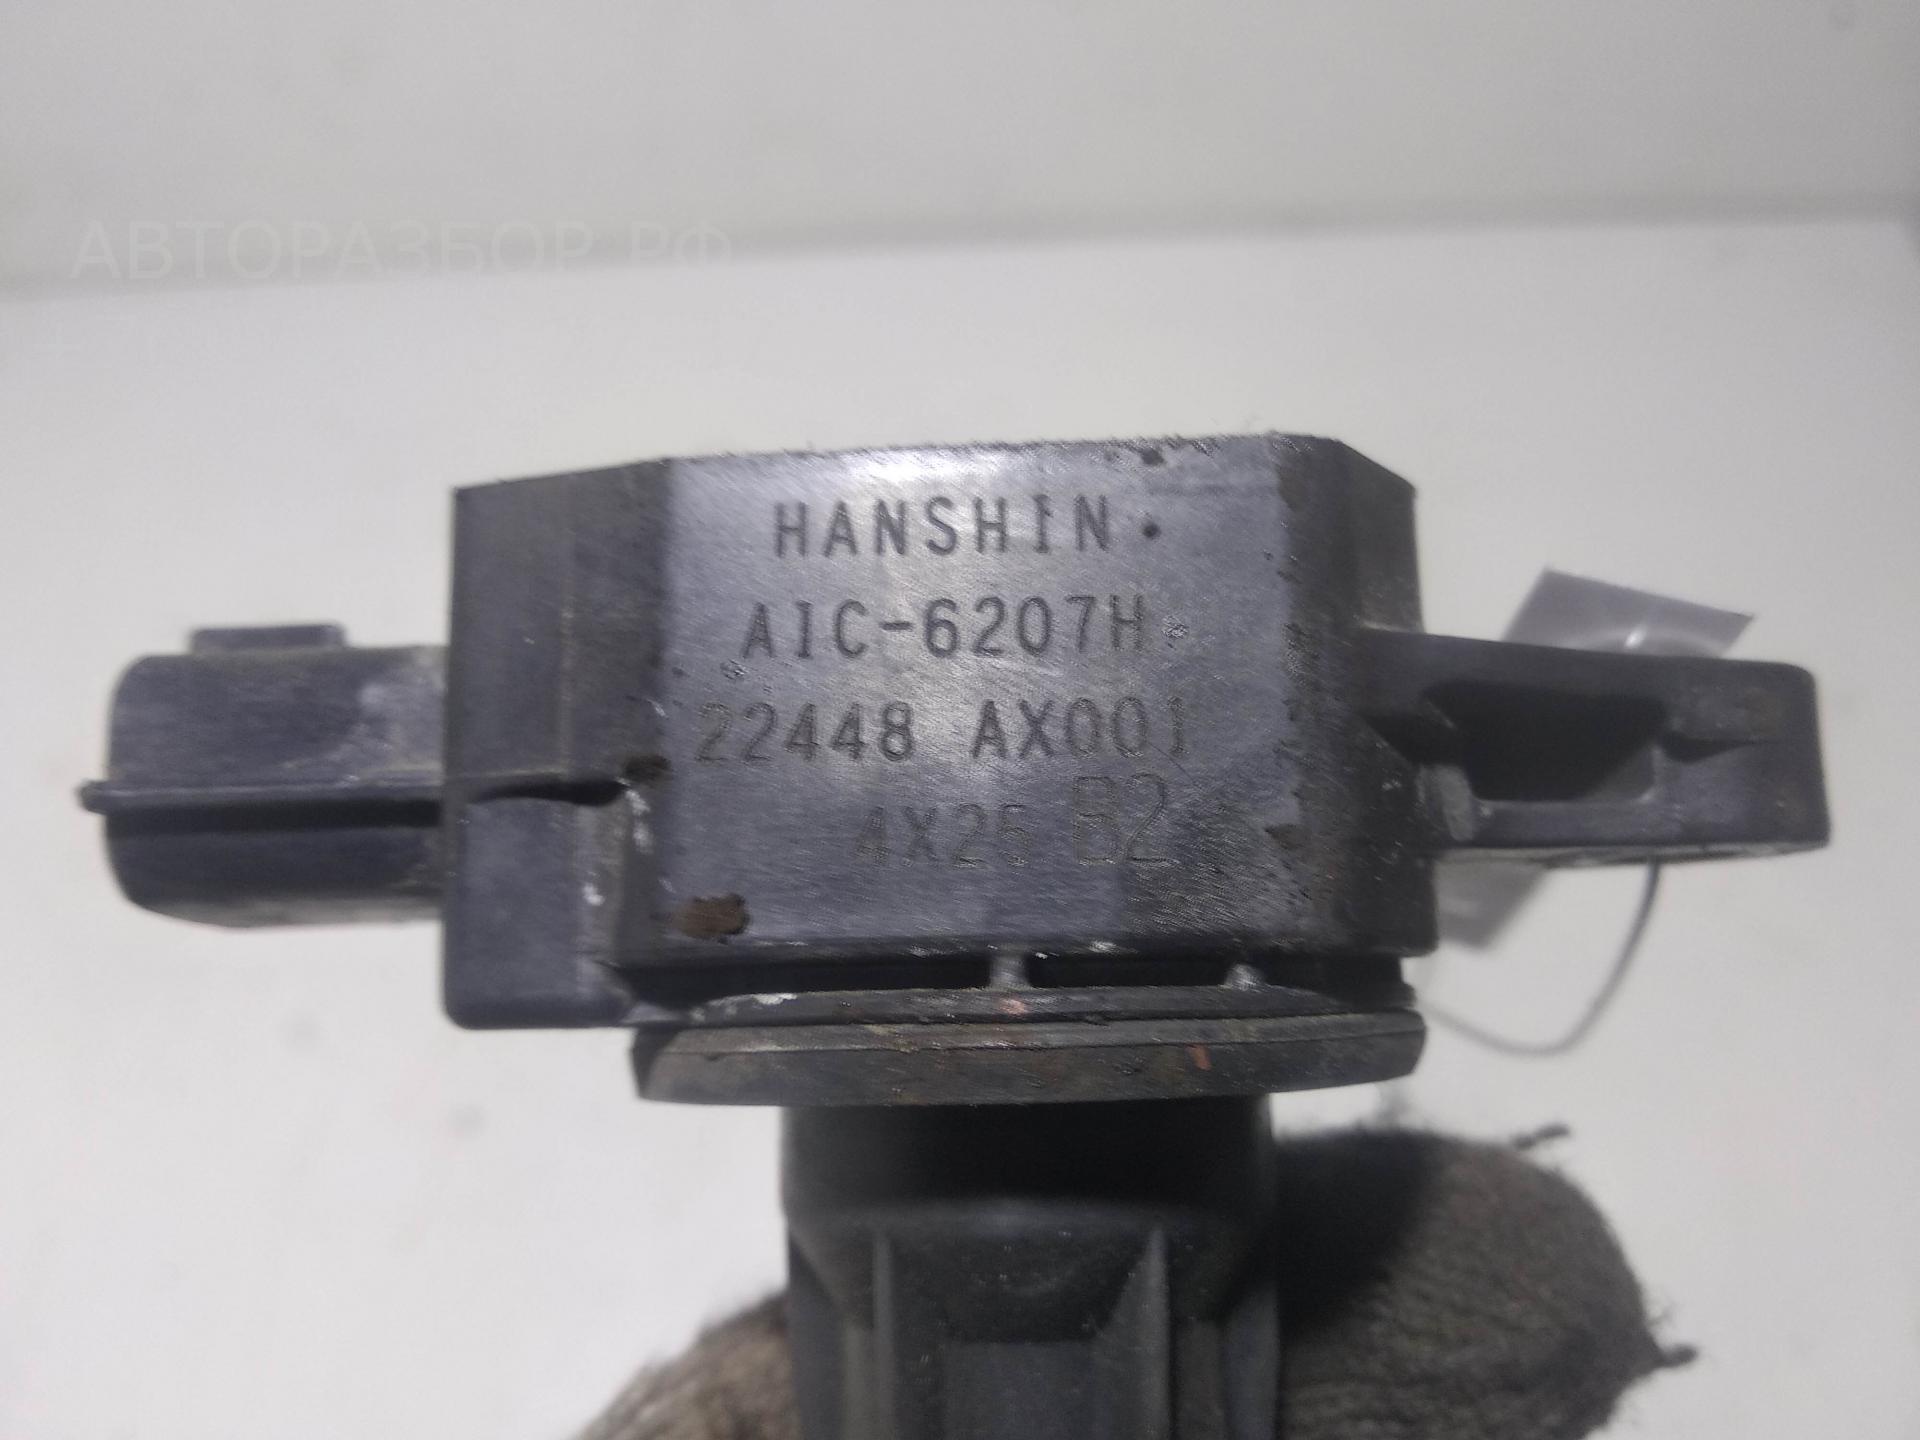 АВТОРАЗБОР.РФ
HANSHIN
AIC-6207H
22448 AX001
4X25 B2